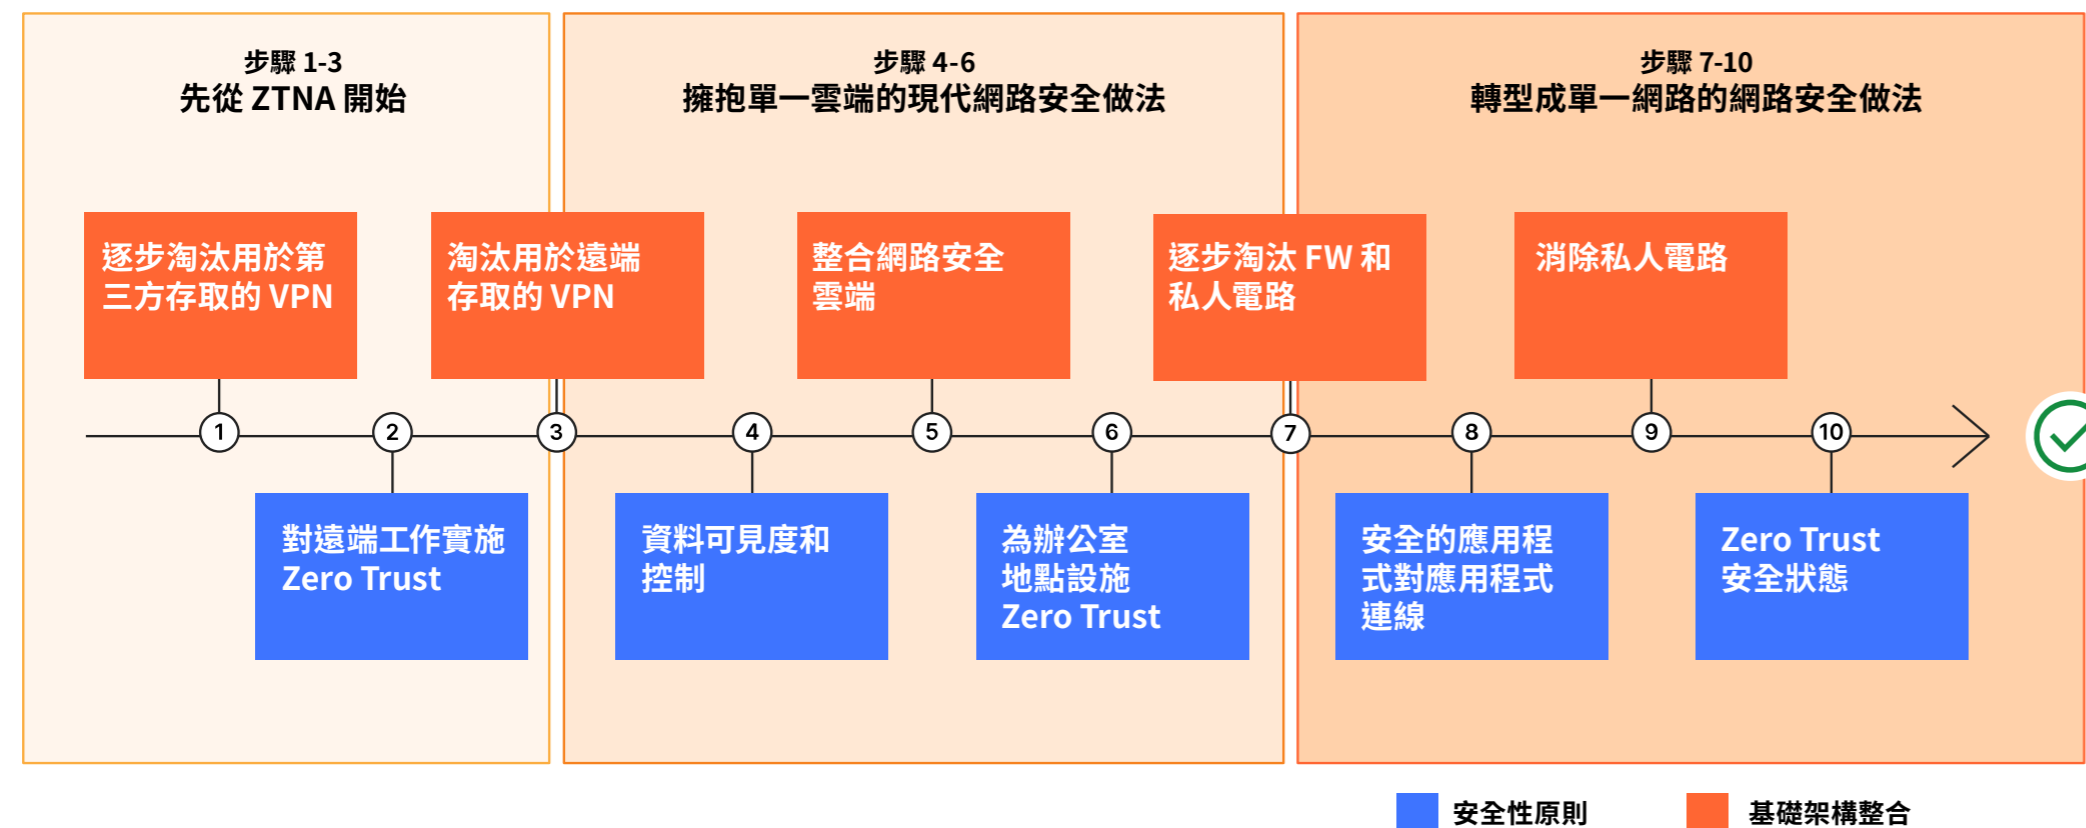 步驟 1-3
先從 ZTNA 開始
步驟 4-6
擁抱單一雲端的現代網路安全做法
步驟 7-10
轉型成單一網路的網路安全做法
逐步淘汰用於第
三方存取的 VPN
淘汰用於遠端
存取的 VPN
整合網路安全
雲端
逐步淘汰 FW 和
私人電路
消除私人電路
1
2
3
4
5
6
7
8
9
10
對遠端工作實施
Zero Trust
資料可見度和
控制
為辦公室
地點設施
Zero Trust
安全的應用程
式對應用程式
連線
Zero Trust
安全狀態
安全性原則
基礎架構整合